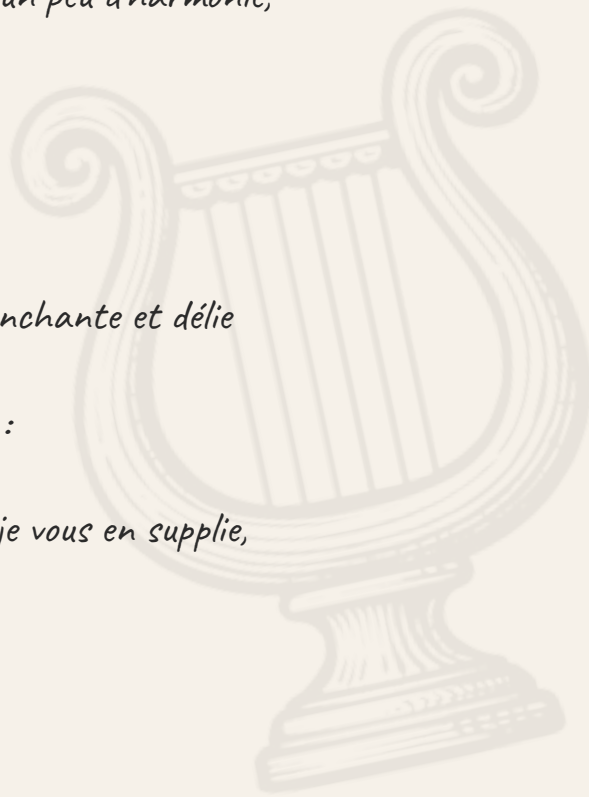 un peu d'harmonie,
nchante et délie
:
je vous en supplie,